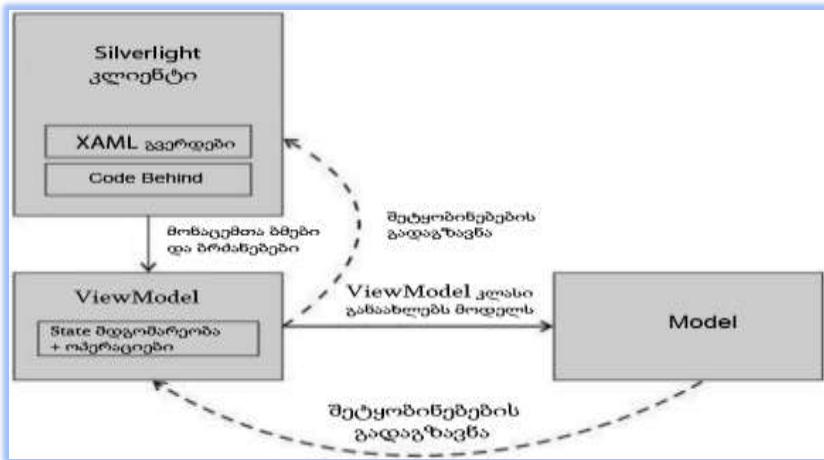 Silverlight
კლიენტი
XAML გვერდები
Code Behind
შეტყობინებების
გადაგზავნა
მონაცემთა ბმები
და ბრძანებები
ViewModel
State მდგომარეობა
+ ოპერაციები
ViewModel კლასი
განაახლებს მოდელს
Model
შეტყობინებების
გადაგზავნა